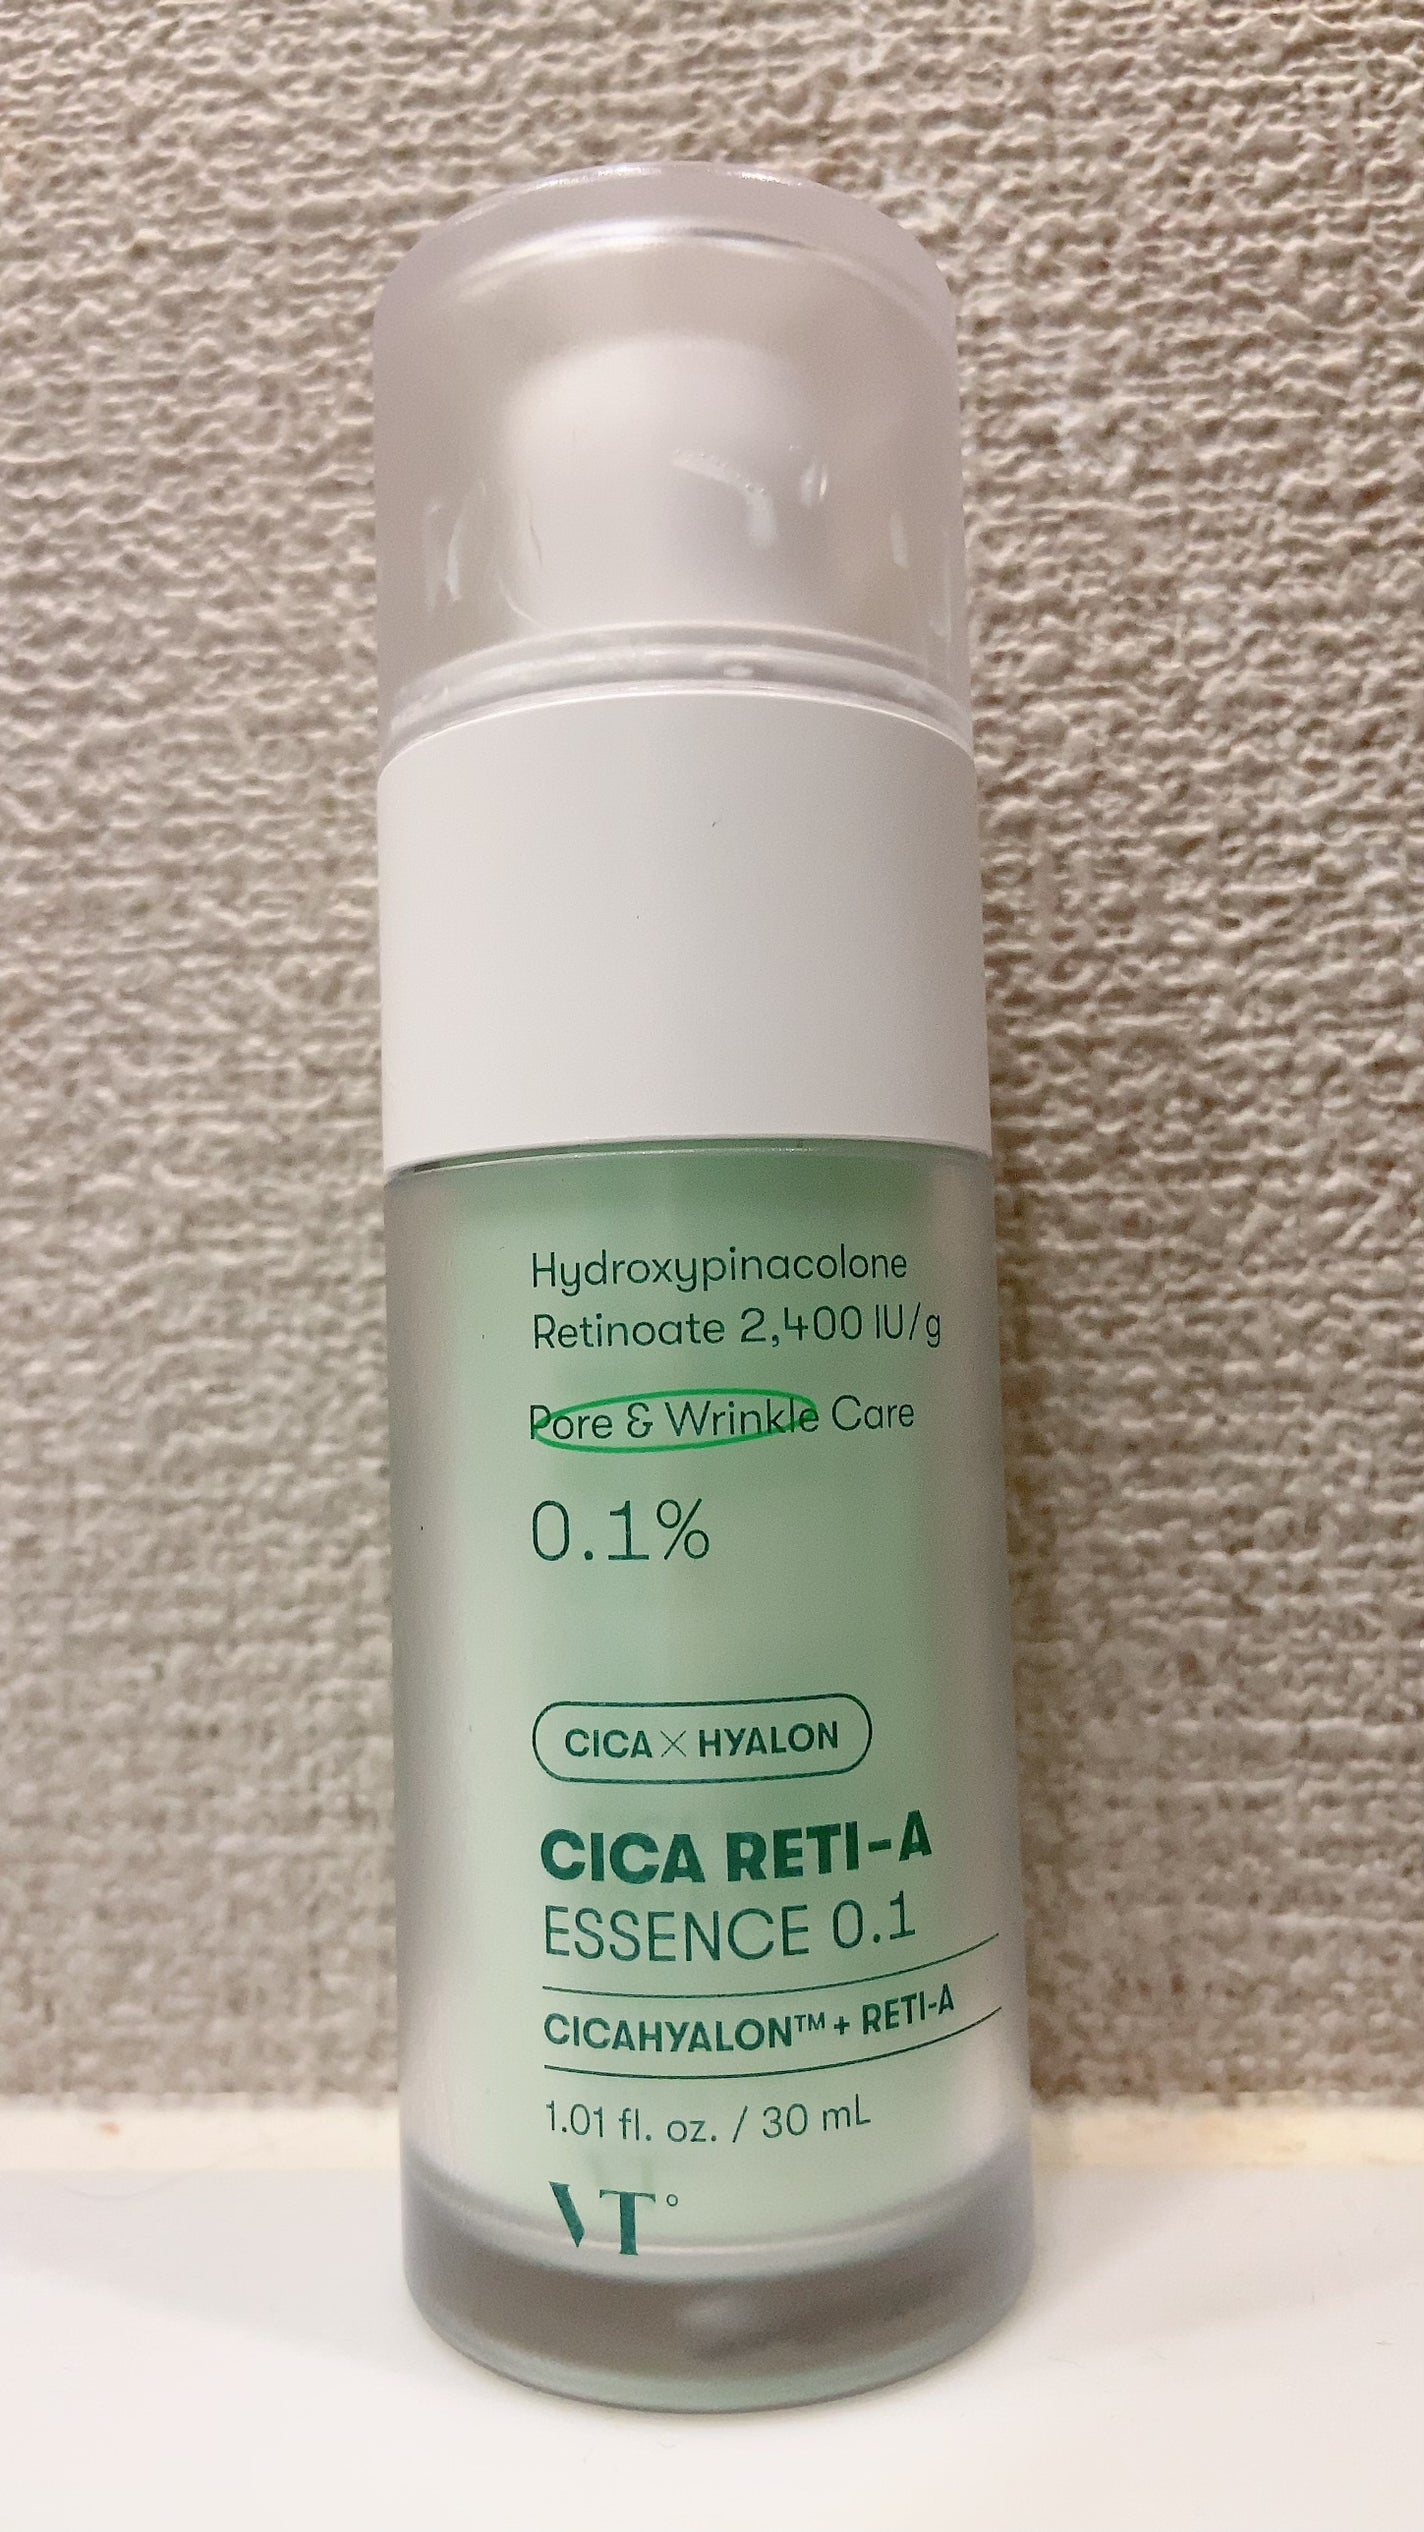 Hydroxypinacolone
Retinoate 2,400 IU/g
Pore & Wrinkle Care
0.1%
CICA × HYALON
CICA RETI-A
ESSENCE 0.1
CICAHYALON™ + RETI-A
1.01 fl. oz. / 30 mL
VT°